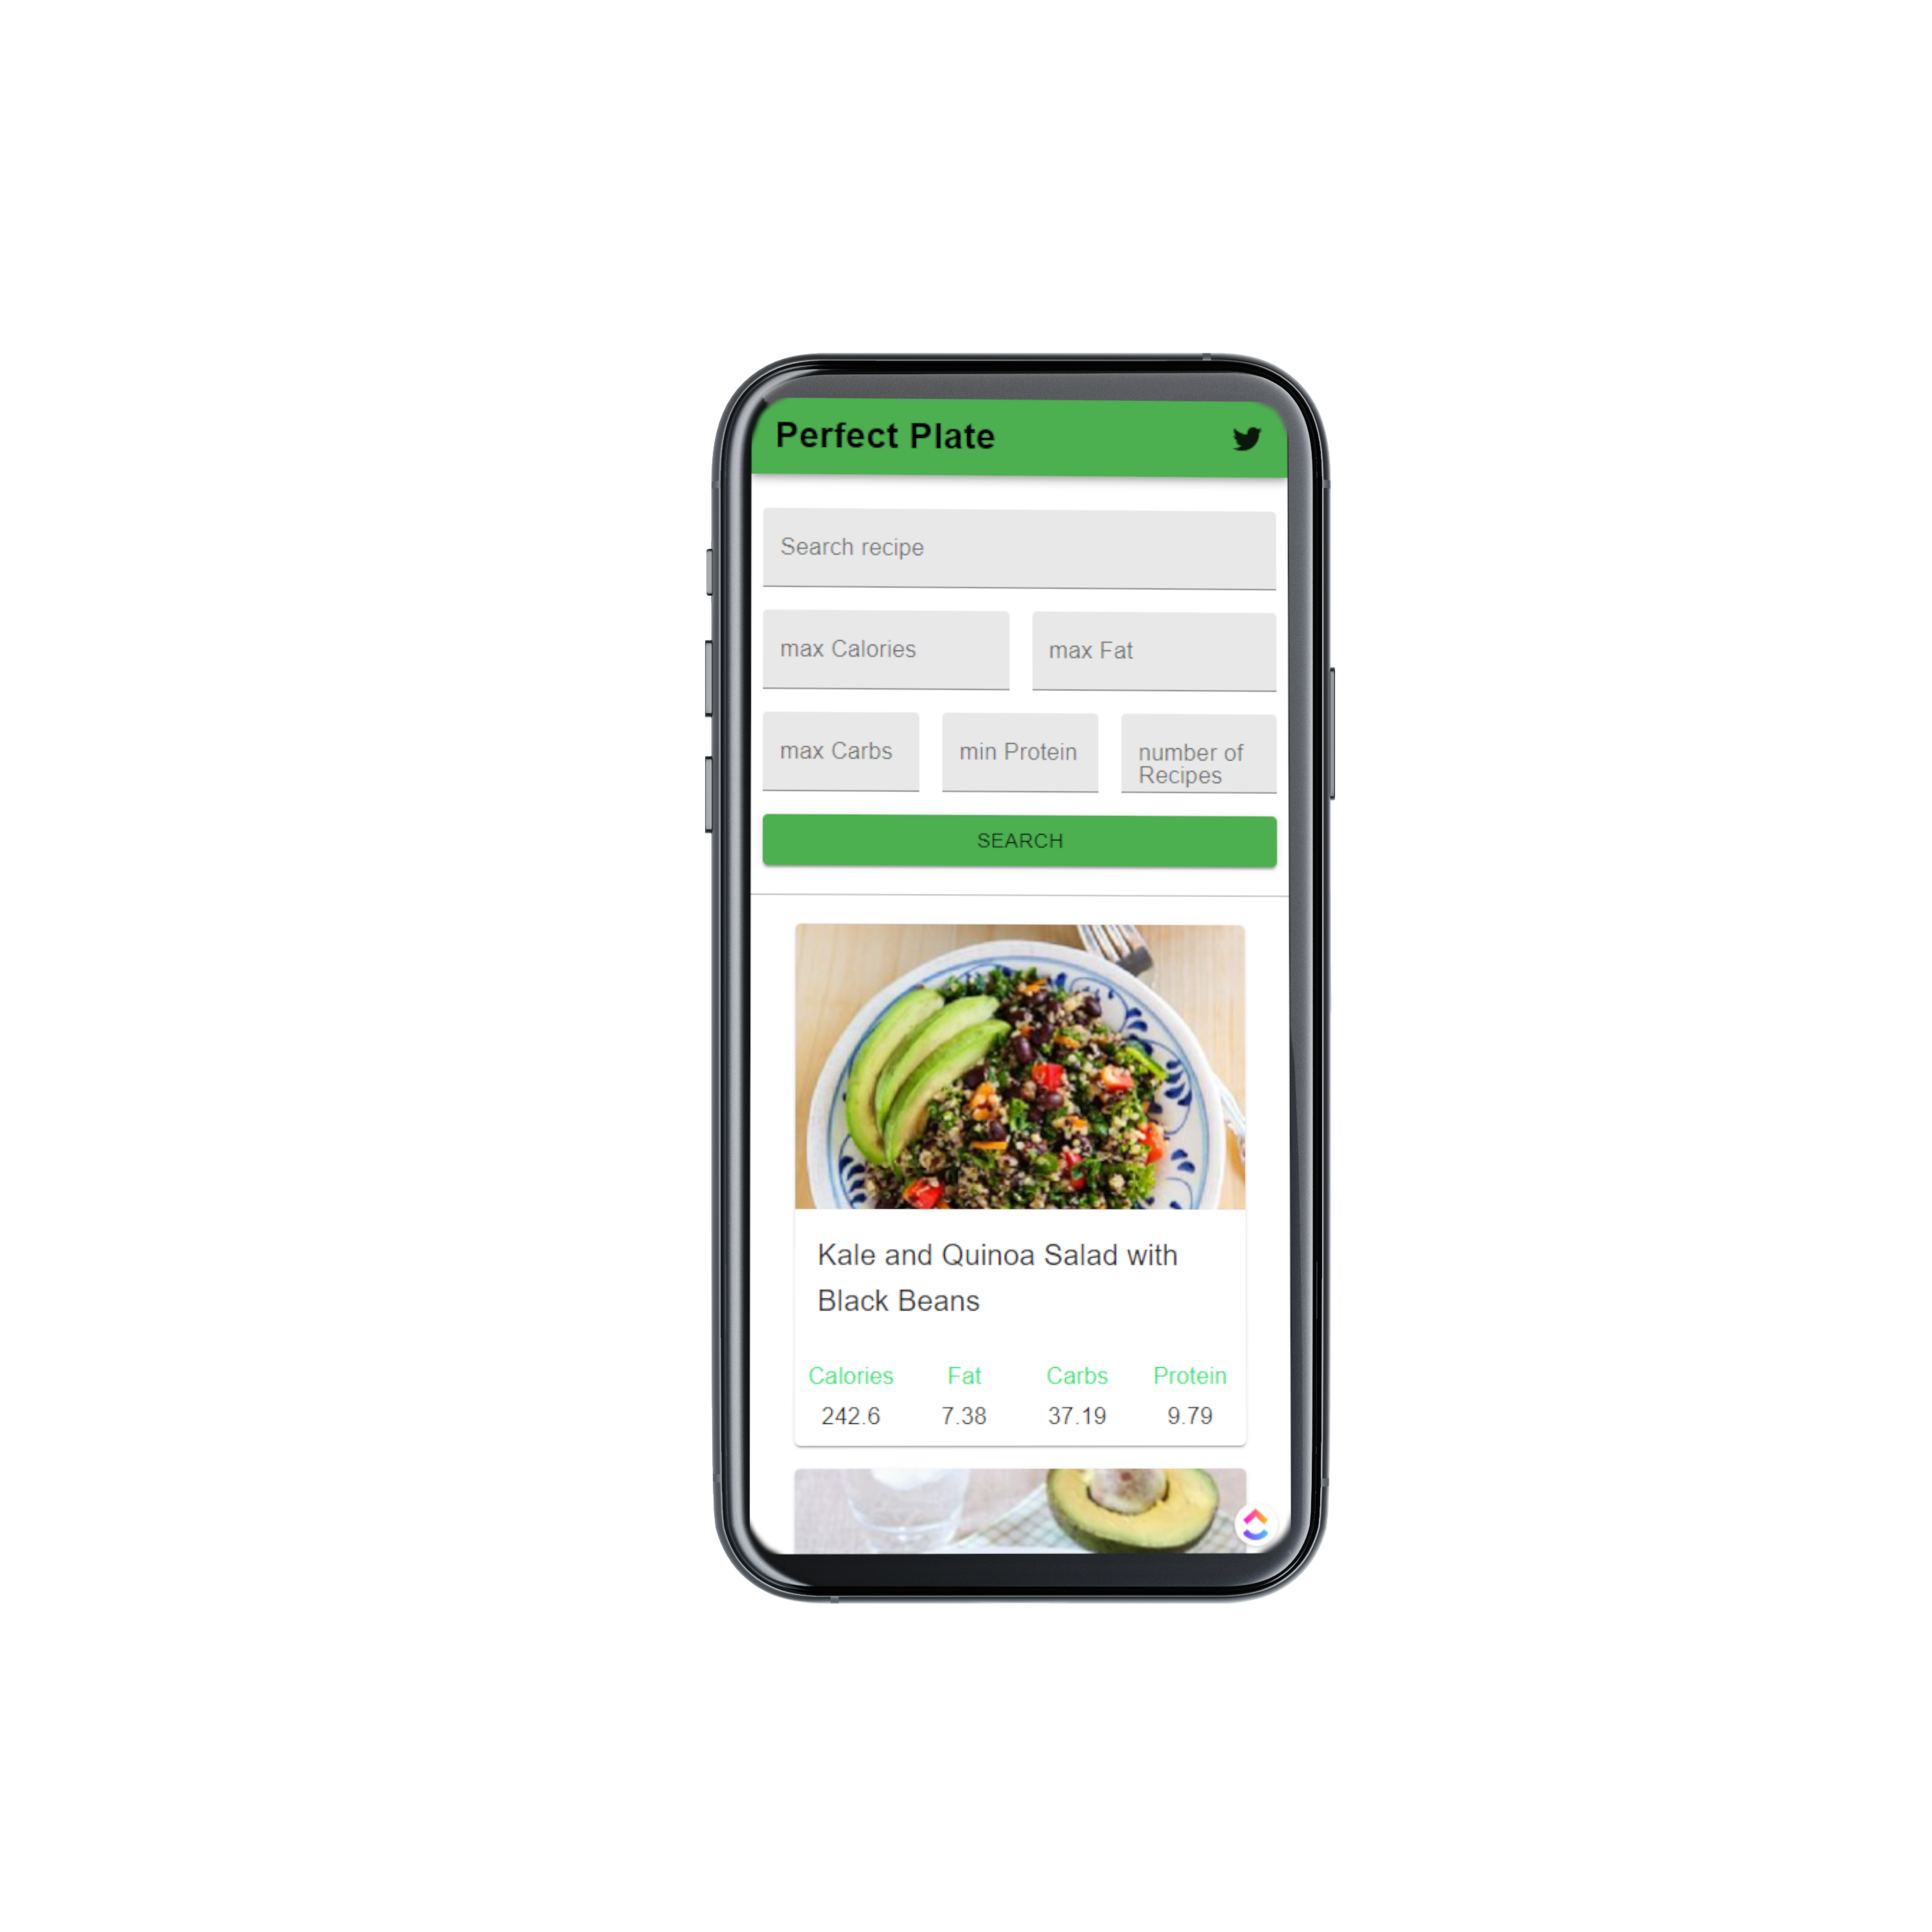 Perfect Plate
Search recipe
max Calories
max Fat
max Carbs
min Protein
number of
Recipes
SEARCH
Kale and Quinoa Salad with
Black Beans
Calories Fat Carbs Protein
242.6 7.38 37.19 9.79